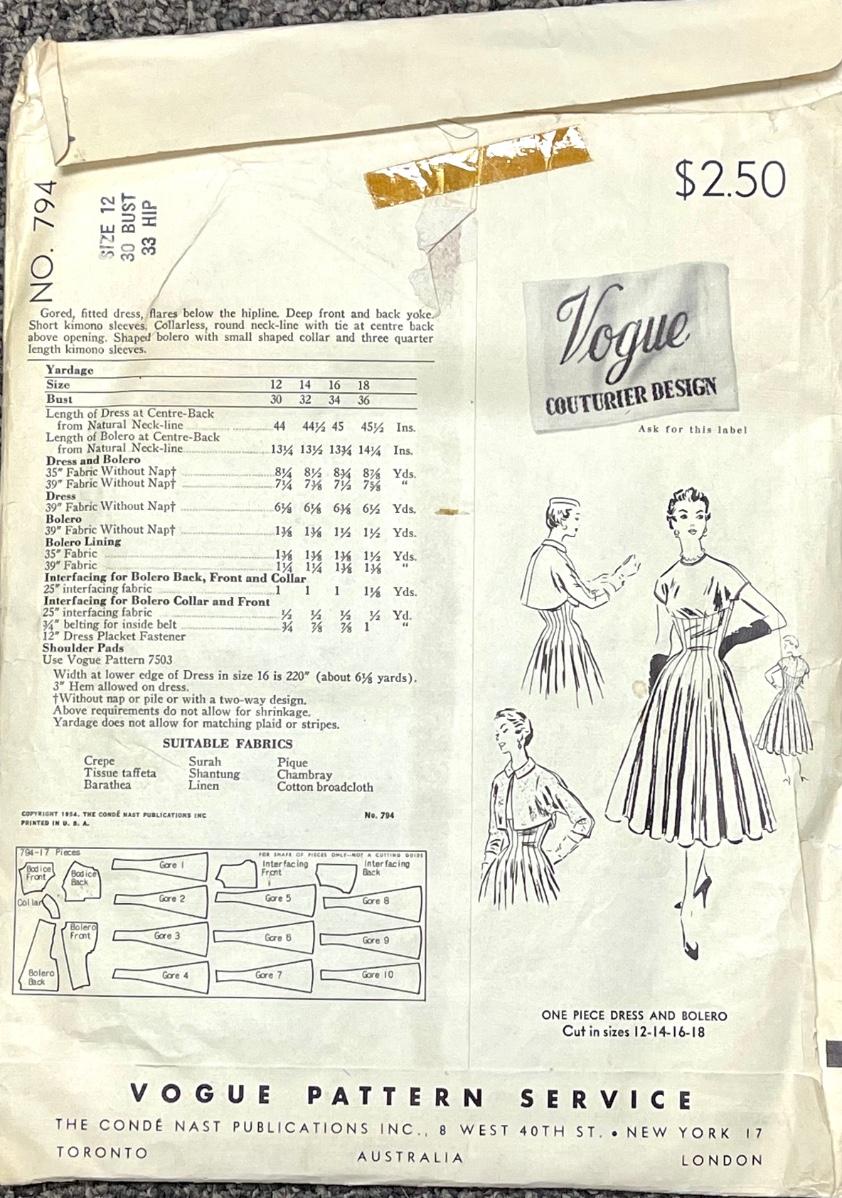 NO. 794
SIZE 12
30 BUST
33 HIP
$2.50
Gored, fitted dress, flares below the hipline. Deep front and back yoke.
Short kimono sleeves. Collarless, round neck-line with tie at centre back
above opening. Shaped bolero with small shaped collar and three quarter
length kimono sleeves.
Yardage
Size 12 14 16 18
Bust 30 32 34 36
Length of Dress at Centre-Back
from Natural Neck-line 44 44½ 45 45½ Ins.
Length of Bolero at Centre-Back
from Natural Neck-line 13¼ 13½ 13¾ 14¼ Ins.
Dress and Bolero
35" Fabric Without Nap† 8¼ 8½ 8¾ 8⅞ Yds.
39" Fabric Without Nap† 7¼ 7⅜ 7½ 7⅝ "
Dress
39" Fabric Without Nap† 6⅛ 6⅛ 6⅜ 6½ Yds.
Bolero
39" Fabric Without Nap† 1⅜ 1⅜ 1½ 1½ Yds.
Bolero Lining
35" Fabric 1⅜ 1⅜ 1⅜ 1½ Yds.
39" Fabric 1¼ 1¼ 1⅜ 1⅜ "
Interfacing for Bolero Back, Front and Collar
25" interfacing fabric 1 1 1 1⅛ Yds.
Interfacing for Bolero Collar and Front
25" interfacing fabric ½ ½ ½ ½ Yd.
¾" belting for inside belt ¾ ⅞ ⅞ 1 "
12" Dress Placket Fastener
Shoulder Pads
Use Vogue Pattern 7503
Width at lower edge of Dress in size 16 is 220" (about 6⅛ yards).
3" Hem allowed on dress.
†Without nap or pile or with a two-way design.
Above requirements do not allow for shrinkage.
Yardage does not allow for matching plaid or stripes.
SUITABLE FABRICS
Crepe Surah Pique
Tissue taffeta Shantung Chambray
Barathea Linen Cotton broadcloth
COPYRIGHT 1954, THE CONDÉ NAST PUBLICATIONS INC No. 794
PRINTED IN U. S. A.
794-17 Pieces
FOR SHAPE OF PIECES ONLY—NOT A CUTTING GUIDE
Bodice Front
Bodice Back
Gore 1
Interfacing Front
Interfacing Back
Collar
Gore 2
Gore 5
Gore 8
Bolero Front
Gore 3
Gore 6
Gore 9
Bolero Back
Gore 4
Gore 7
Gore 10
Vogue
COUTURIER DESIGN
Ask for this label
ONE PIECE DRESS AND BOLERO
Cut in sizes 12-14-16-18
VOGUE PATTERN SERVICE
THE CONDÉ NAST PUBLICATIONS INC., 8 WEST 40TH ST. • NEW YORK 17
TORONTO AUSTRALIA LONDON